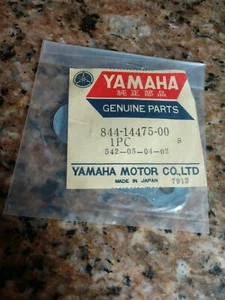 YAMAHA
純正部品
GENUINE PARTS
844-14475-00
1PC S
542-05-04-02
YAMAHA MOTOR CO.,LTD
MADE IN JAPAN 7912